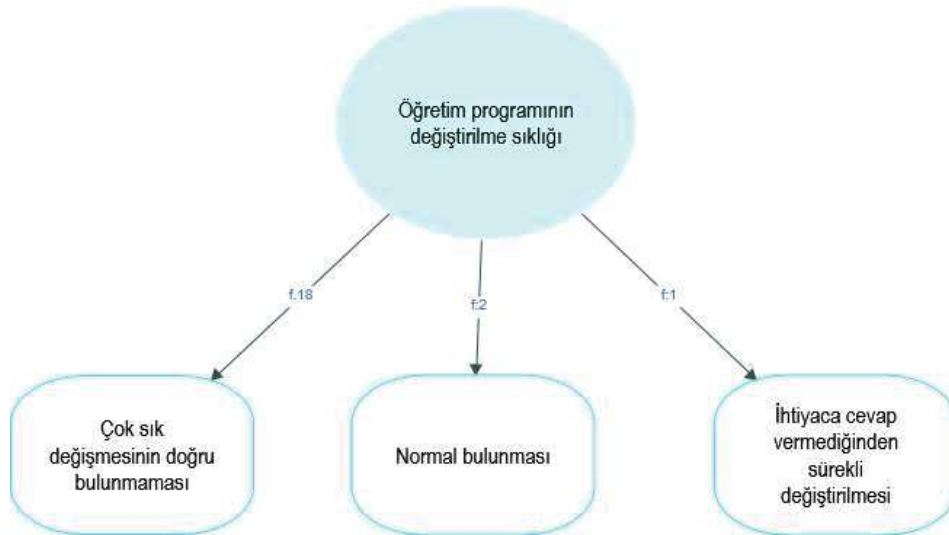 Öğretim programının
değiştirilme sıklığı
f:18
f:2
f:1
Çok sık
değişmesinin doğru
bulunmaması
Normal bulunması
İhtiyaca cevap
vermediğinden
sürekli
değiştirilmesi